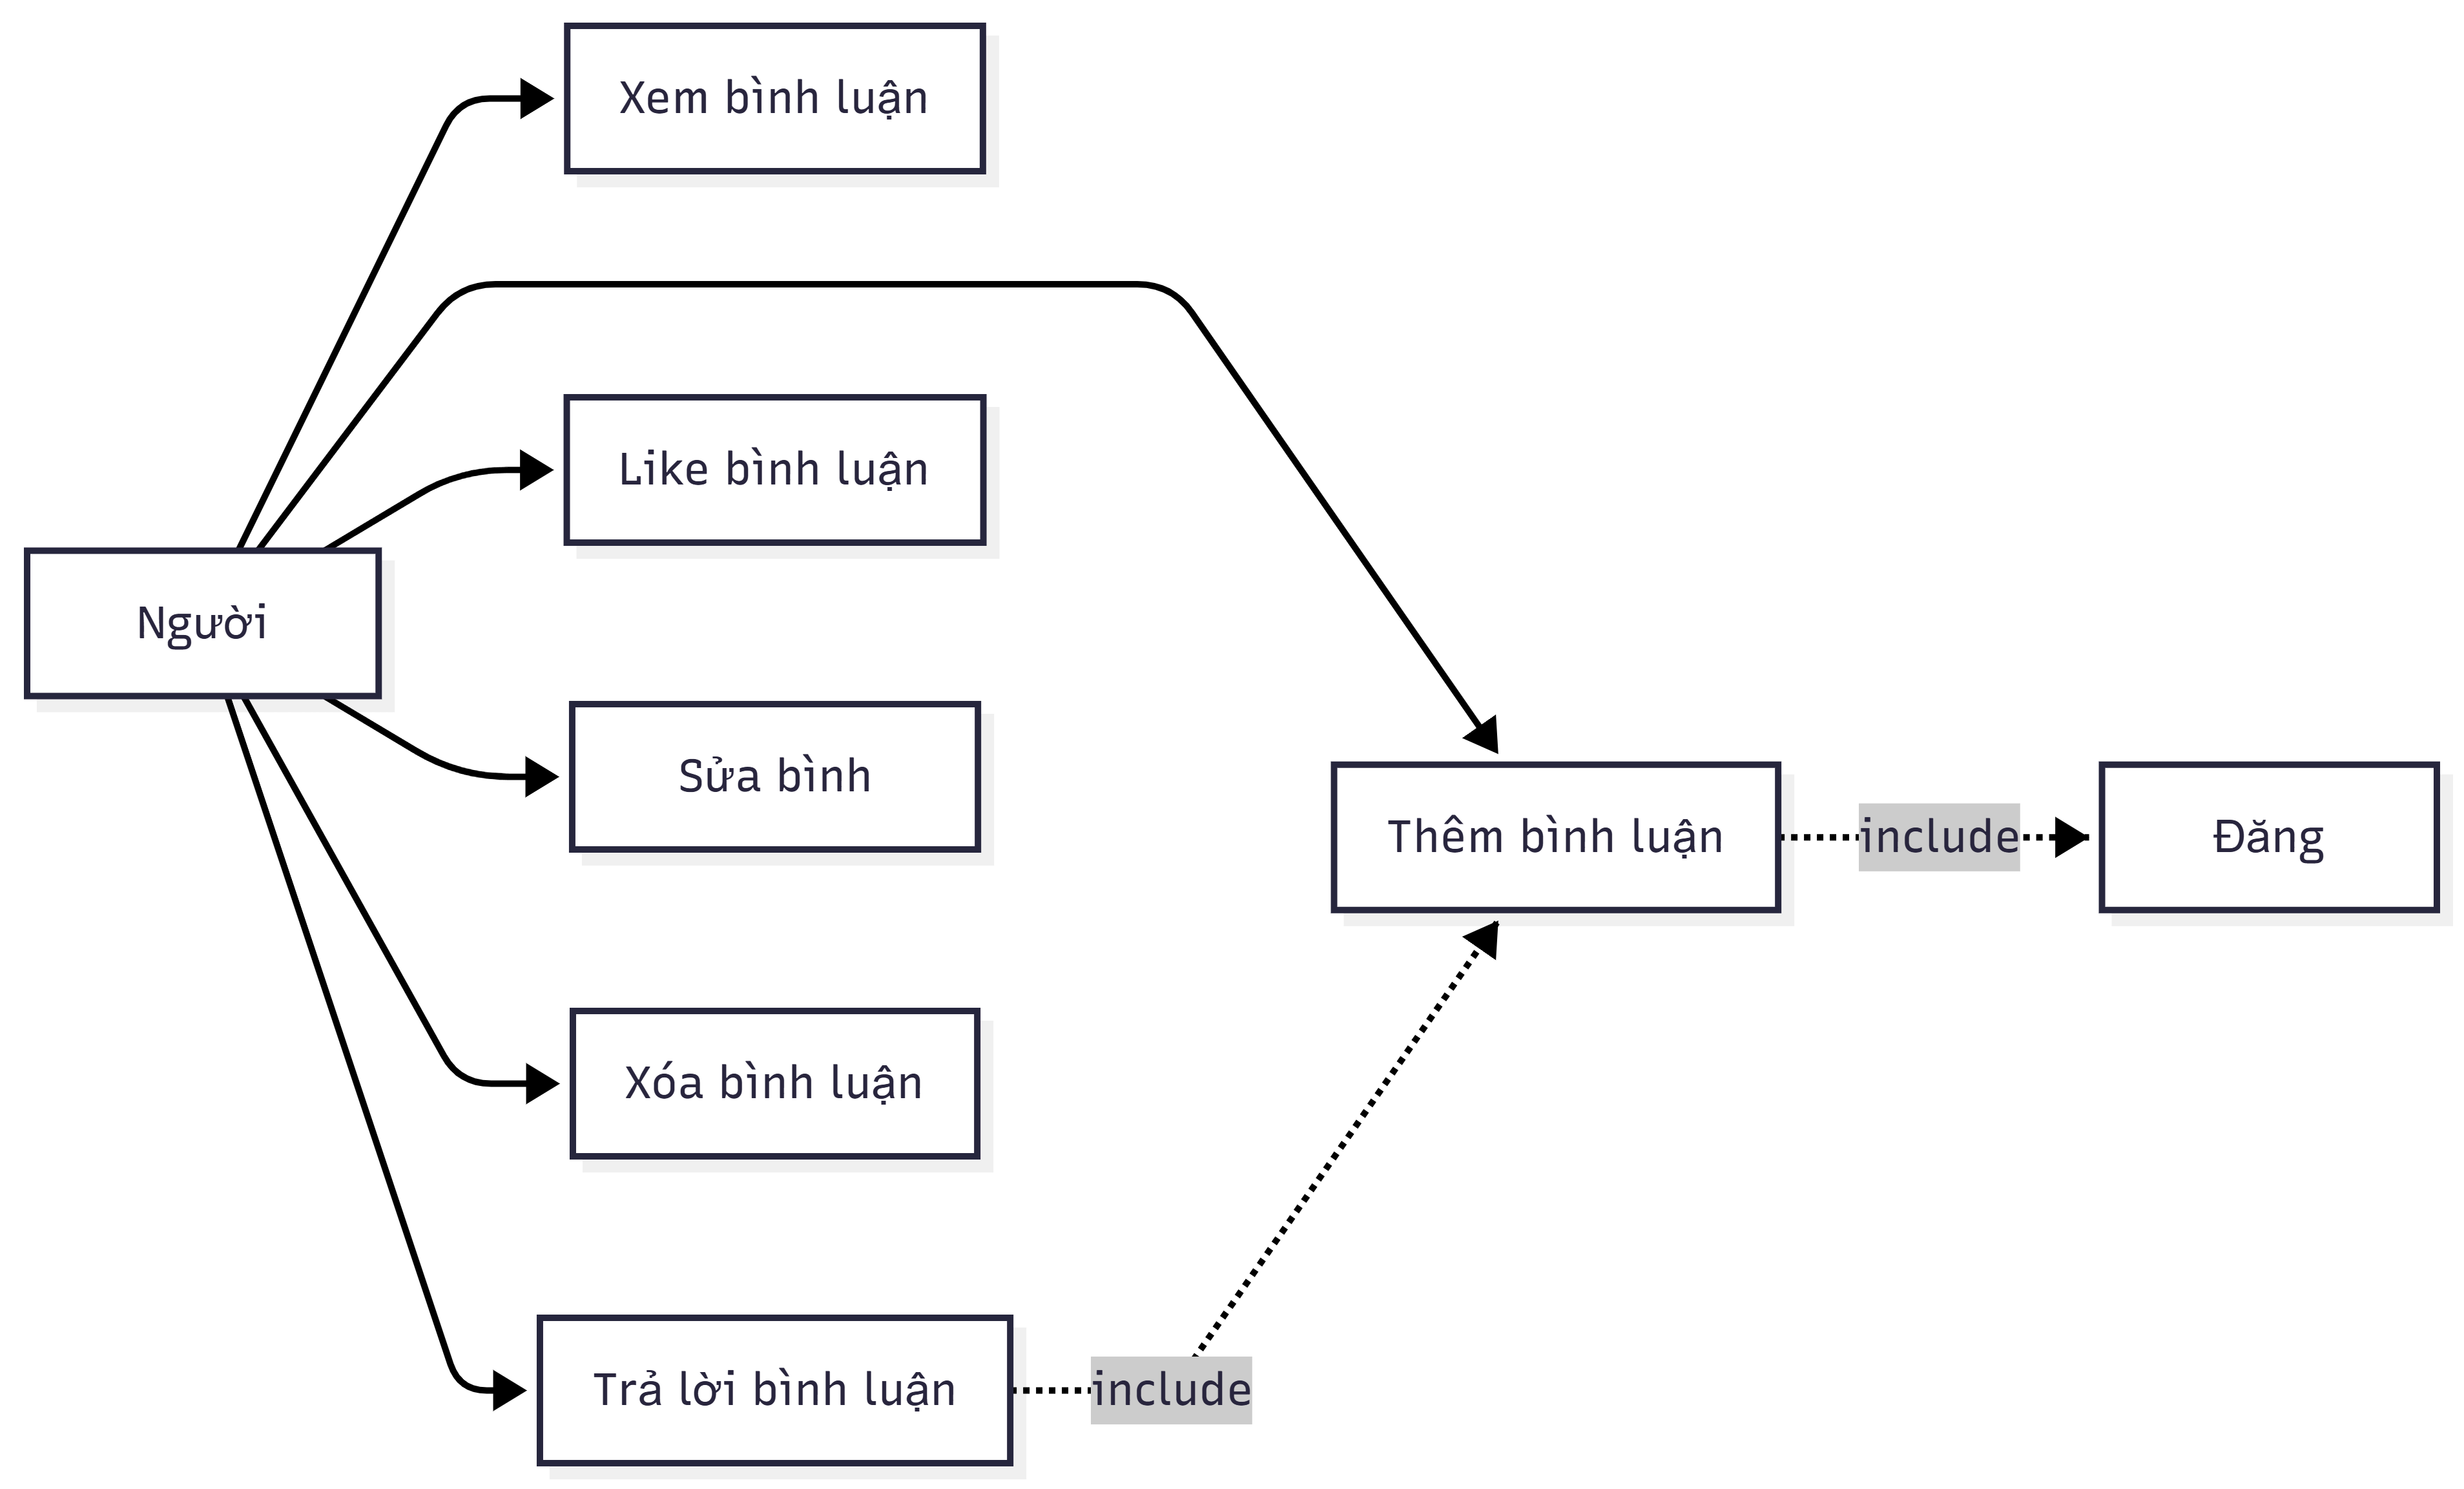 Xem bình luận
Like bình luận
Người
Sửa bình
Thêm bình luận
include
Đăng
Xóa bình luận
Trả lời bình luận
include